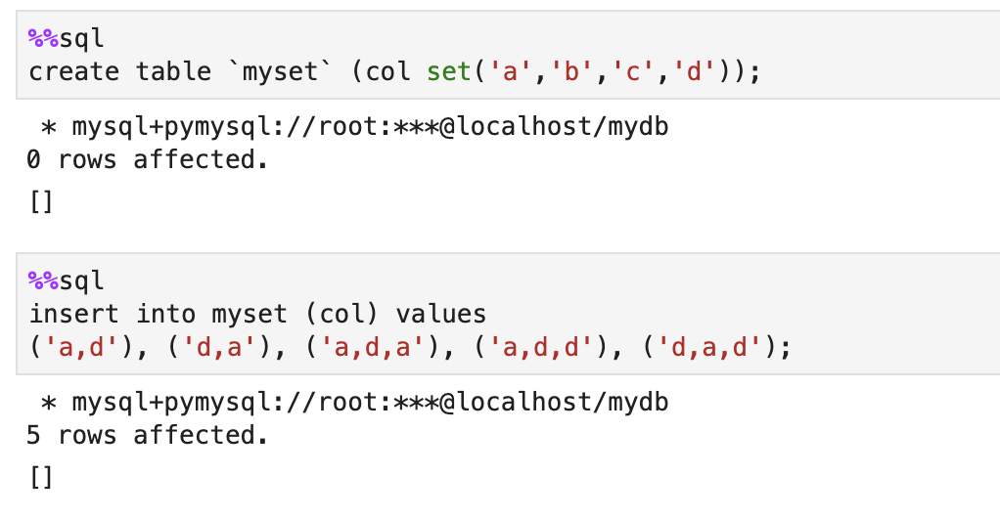 %%sql
create table `myset` (col set('a','b','c','d'));
* mysql+pymysql://root:***@localhost/mydb
0 rows affected.
[]
%%sql
insert into myset (col) values
('a,d'), ('d,a'), ('a,d,a'), ('a,d,d'), ('d,a,d');
* mysql+pymysql://root:***@localhost/mydb
5 rows affected.
[]